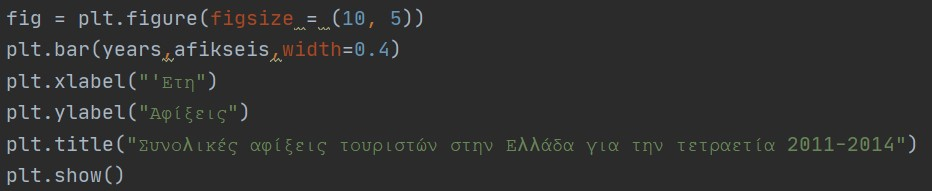 fig = plt.figure(figsize = (10, 5))
plt.bar(years,afikseis,width=0.4)
plt.xlabel("'Ετη")
plt.ylabel("Αφίξεις")
plt.title("Συνολικές αφίξεις τουριστών στην Ελλάδα για την τετραετία 2011-2014")
plt.show()